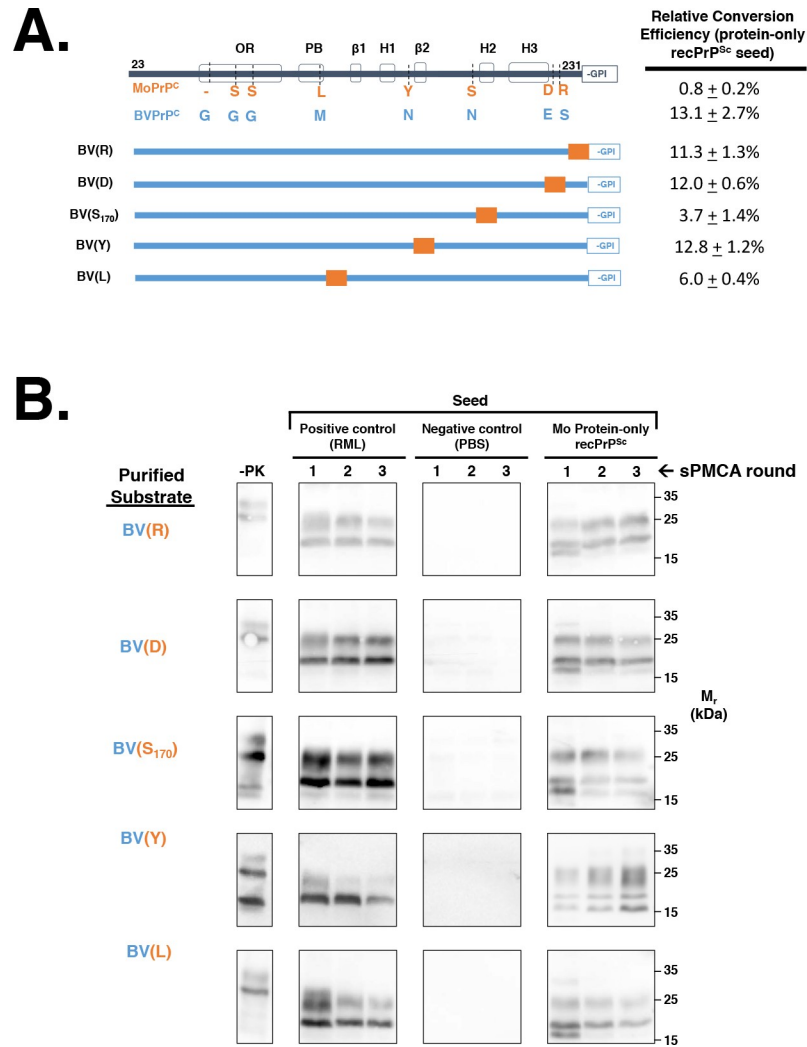 A.
Relative Conversion
Efficiency (protein-only
recPrPSc seed)
OR PB β1 H1 β2 H2 H3
23 231
-GPI
MoPrPC - S S L Y S D R 0.8 ± 0.2%
BVPrPC G G G M N N E S 13.1 ± 2.7%
BV(R) -GPI 11.3 ± 1.3%
BV(D) -GPI 12.0 ± 0.6%
BV(S170) -GPI 3.7 ± 1.4%
BV(Y) -GPI 12.8 ± 1.2%
BV(L) -GPI 6.0 ± 0.4%
B.
Seed
Positive control
(RML)
Negative control
(PBS)
Mo Protein-only
recPrPSc
Purified
Substrate
-PK 1 2 3 1 2 3 1 2 3 ← sPMCA round
BV(R)
35
25
15
BV(D)
35
25
15
Mr
(kDa)
BV(S170)
35
25
15
BV(Y)
35
25
15
BV(L)
35
25
15